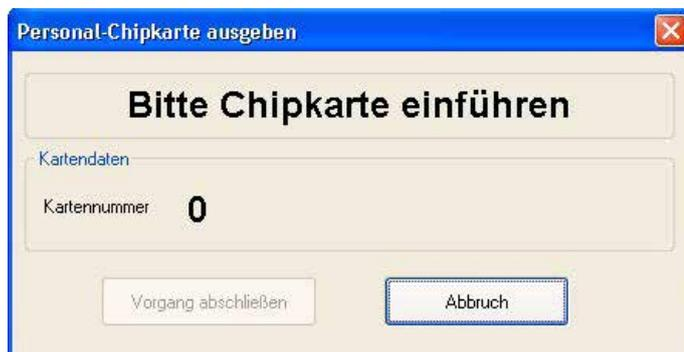 Personal-Chipkarte ausgeben
Bitte Chipkarte einführen
Kartendaten
Kartennummer 0
Vorgang abschließen Abbruch